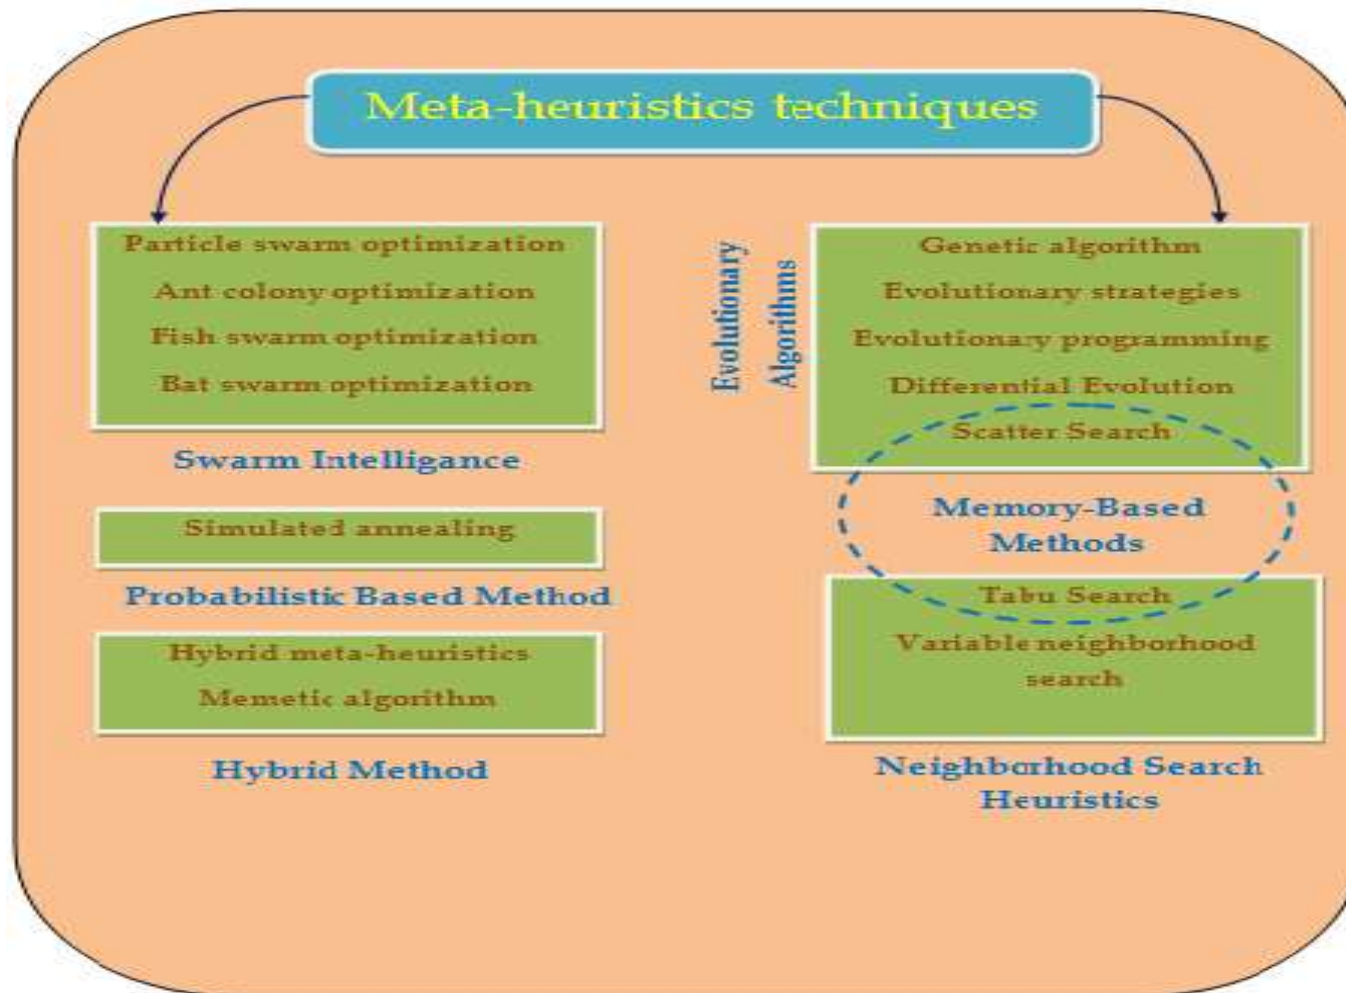 Meta-heuristics techniques
Particle swarm optimization
Ant colony optimization
Fish swarm optimization
Bat swarm optimization
Swarm Intelligance
Simulated annealing
Probabilistic Based Method
Hybrid meta-heuristics
Memetic algorithm
Hybrid Method
Evolutionary
Algorithms
Genetic algorithm
Evolutionary strategies
Evolutionary programming
Differential Evolution
Scatter Search
Memory-Based
Methods
Tabu Search
Variable neighborhood
search
Neighborhood Search
Heuristics